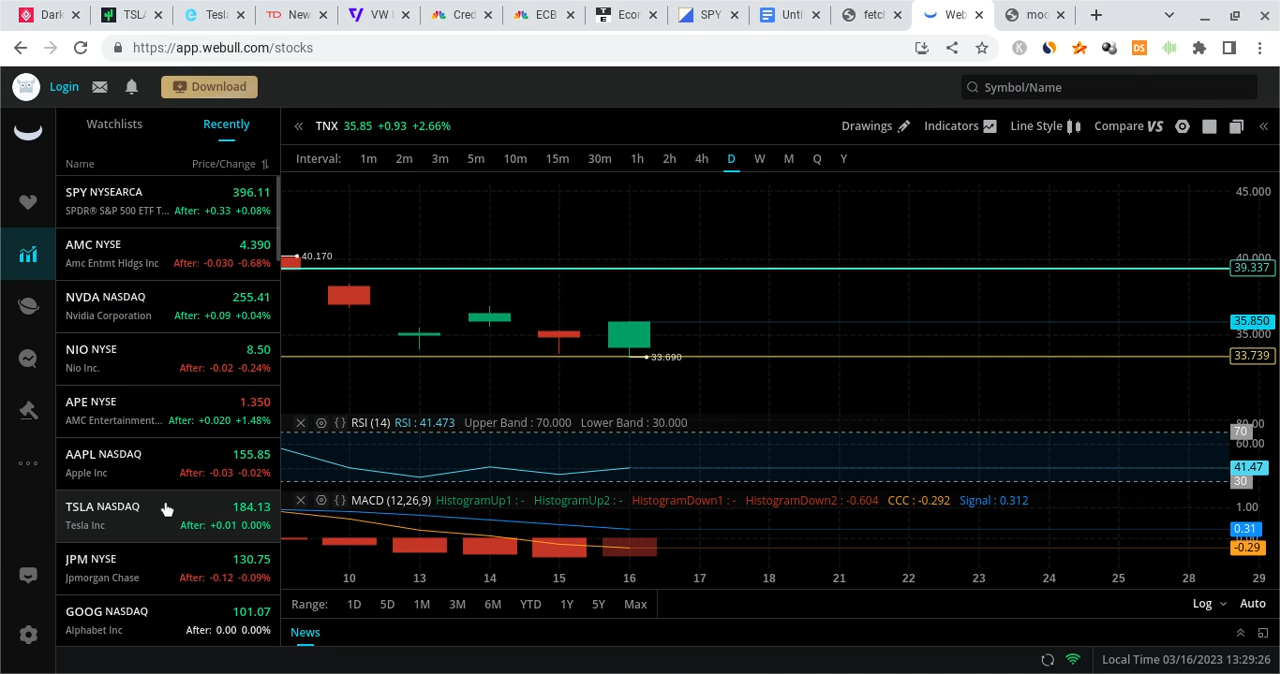 Dark
TSLA
Tesla
TD New
VW I
Cred
ECB
Ecor
SPY
Unti
fetc
Web
moc
https://app.webull.com/stocks
Login
Download
Symbol/Name
Watchlists Recently
Name Price/Change
SPY NYSEARCA 396.11
SPDR® S&P 500 ETF T... After: +0.33 +0.08%
AMC NYSE 4.390
Amc Entmt Hldgs Inc After: -0.030 -0.68%
NVDA NASDAQ 255.41
Nvidia Corporation After: +0.09 +0.04%
NIO NYSE 8.50
Nio Inc. After: -0.02 -0.24%
APE NYSE 1.350
AMC Entertainment... After: +0.020 +1.48%
AAPL NASDAQ 155.85
Apple Inc After: -0.03 -0.02%
TSLA NASDAQ 184.13
Tesla Inc After: +0.01 0.00%
JPM NYSE 130.75
Jpmorgan Chase After: -0.12 -0.09%
GOOG NASDAQ 101.07
Alphabet Inc After: 0.00 0.00%
TNX 35.85 +0.93 +2.66%
Drawings Indicators Line Style Compare VS
Interval: 1m 2m 3m 5m 10m 15m 30m 1h 2h 4h D W M Q Y
45.000
40.170
40.000
39.337
35.850
35.000
33.690
33.739
RSI (14) RSI : 41.473 Upper Band : 70.000 Lower Band : 30.000
80.00
70
60.00
41.47
30
MACD (12,26,9) HistogramUp1 : - HistogramUp2 : - HistogramDown1 : - HistogramDown2 : -0.604 CCC : -0.292 Signal : 0.312
1.00
0.31
-0.29
10 13 14 15 16 17 18 21 22 23 24 25 28 29
Range: 1D 5D 1M 3M 6M YTD 1Y 5Y Max
Log Auto
News
Local Time 03/16/2023 13:29:26